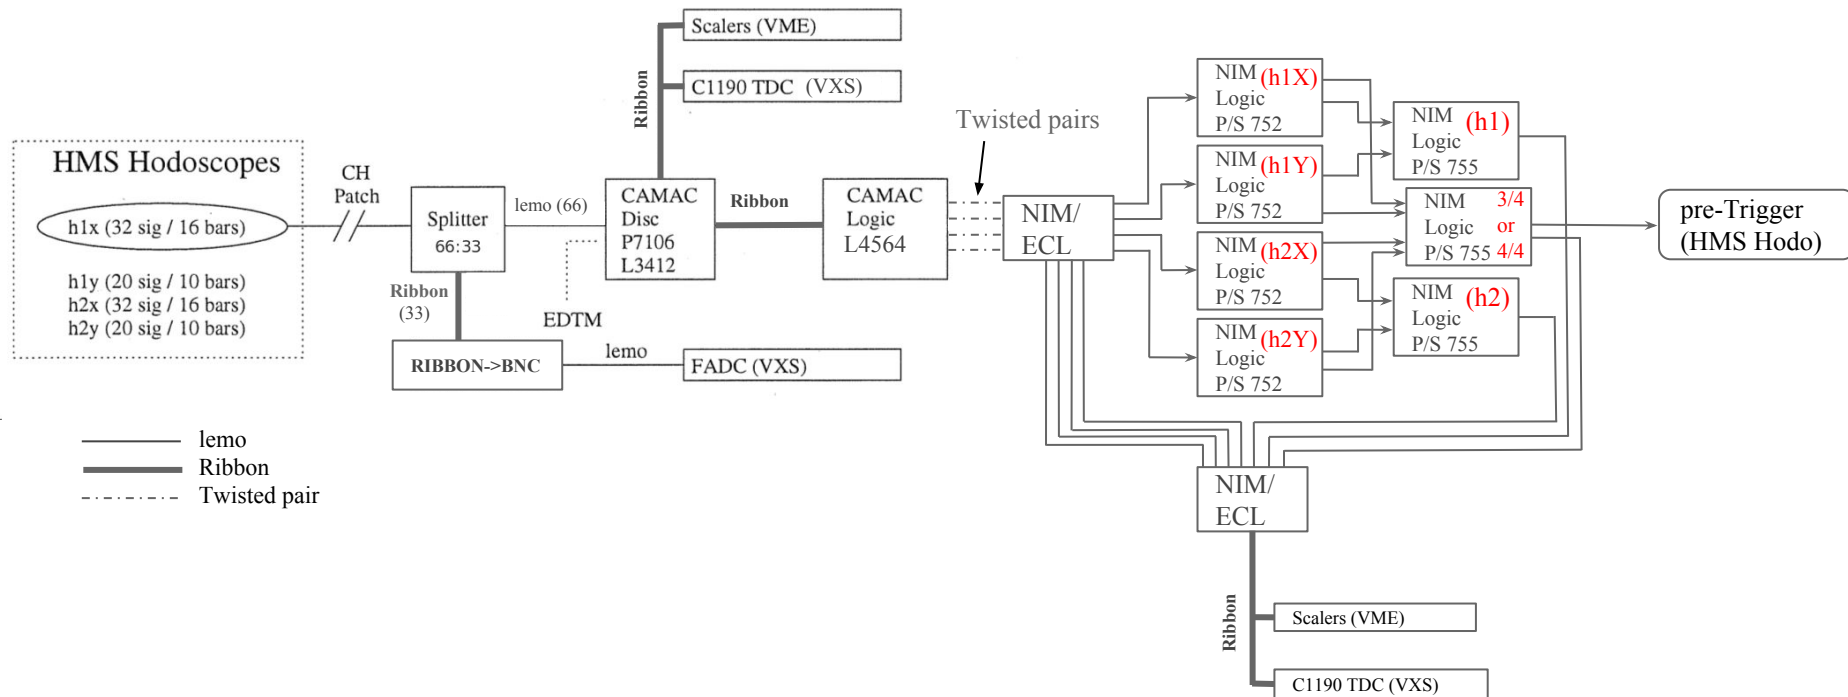 HMS Hodoscopes
h1x (32 sig / 16 bars)
h1y (20 sig / 10 bars)
h2x (32 sig / 16 bars)
h2y (20 sig / 10 bars)
CH
Patch
Splitter
66:33
lemo (66)
Ribbon
(33)
RIBBON->BNC
lemo
FADC (VXS)
EDTM
CAMAC
Disc
P7106
L3412
Ribbon
Scalers (VME)
C1190 TDC (VXS)
Ribbon
CAMAC
Logic
L4564
Twisted pairs
NIM/
ECL
NIM (h1X)
Logic
P/S 752
NIM (h1Y)
Logic
P/S 752
NIM (h2X)
Logic
P/S 752
NIM (h2Y)
Logic
P/S 752
NIM (h1)
Logic
P/S 755
NIM 3/4
Logic or
P/S 755 4/4
NIM (h2)
Logic
P/S 755
pre-Trigger
(HMS Hodo)
NIM/
ECL
Ribbon
Scalers (VME)
C1190 TDC (VXS)
lemo
Ribbon
Twisted pair